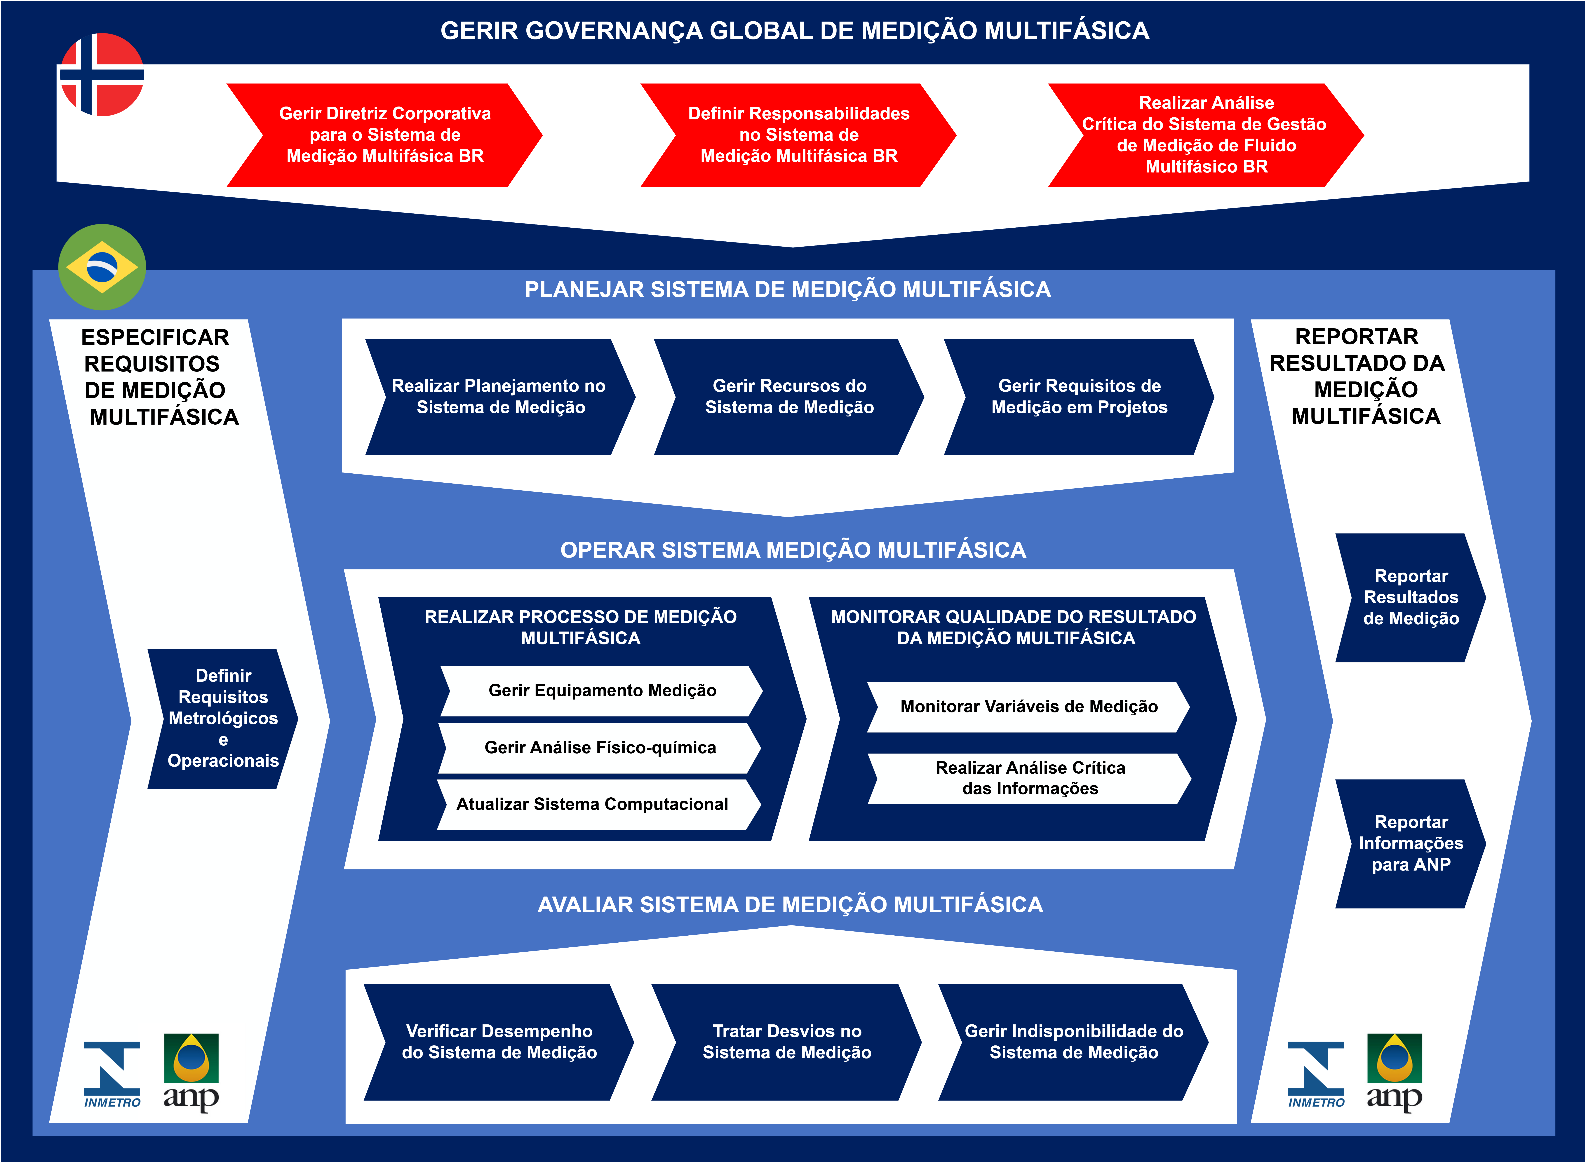 GERIR GOVERNANÇA GLOBAL DE MEDIÇÃO MULTIFÁSICA
Gerir Diretriz Corporativa
para o Sistema de
Medição Multifásica BR
Definir Responsabilidades
no Sistema de
Medição Multifásica BR
Realizar Análise
Crítica do Sistema de Gestão
de Medição de Fluido
Multifásico BR
PLANEJAR SISTEMA DE MEDIÇÃO MULTIFÁSICA
ESPECIFICAR
REQUISITOS
DE MEDIÇÃO
MULTIFÁSICA
Realizar Planejamento no
Sistema de Medição
Gerir Recursos do
Sistema de Medição
Gerir Requisitos de
Medição em Projetos
REPORTAR
RESULTADO DA
MEDIÇÃO
MULTIFÁSICA
OPERAR SISTEMA MEDIÇÃO MULTIFÁSICA
Definir
Requisitos
Metrológicos
e
Operacionais
REALIZAR PROCESSO DE MEDIÇÃO
MULTIFÁSICA
Gerir Equipamento Medição
Gerir Análise Físico-química
Atualizar Sistema Computacional
MONITORAR QUALIDADE DO RESULTADO
DA MEDIÇÃO MULTIFÁSICA
Monitorar Variáveis de Medição
Realizar Análise Crítica
das Informações
Reportar
Resultados
de Medição
Reportar
Informações
para ANP
AVALIAR SISTEMA DE MEDIÇÃO MULTIFÁSICA
Verificar Desempenho
do Sistema de Medição
Tratar Desvios no
Sistema de Medição
Gerir Indisponibilidade do
Sistema de Medição
INMETRO
anp
INMETRO
anp